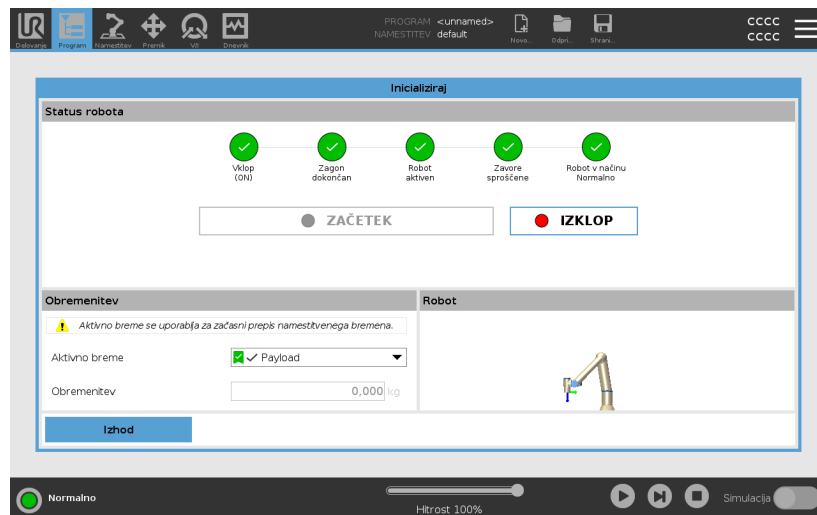 PROGRAM <unnamed>
NAMESTITEV default
cccc
cccc
Delovanje
Program
Namestitev
Premik
V/I
Dnevnik
Novo...
Odpri...
Shrani...
Inicializiraj
Status robota
Vklop
(ON)
Zagon
dokončan
Robot
aktiven
Zavore
sproščene
Robot v načinu
Normalno
ZAČETEK
IZKLOP
Obremenitev
Robot
Aktivno breme se uporablja za začasni prepis namestitvenega bremena.
Aktivno breme
Payload
Obremenitev
0,000 kg
Izhod
Normalno
Hitrost 100%
Simulacija